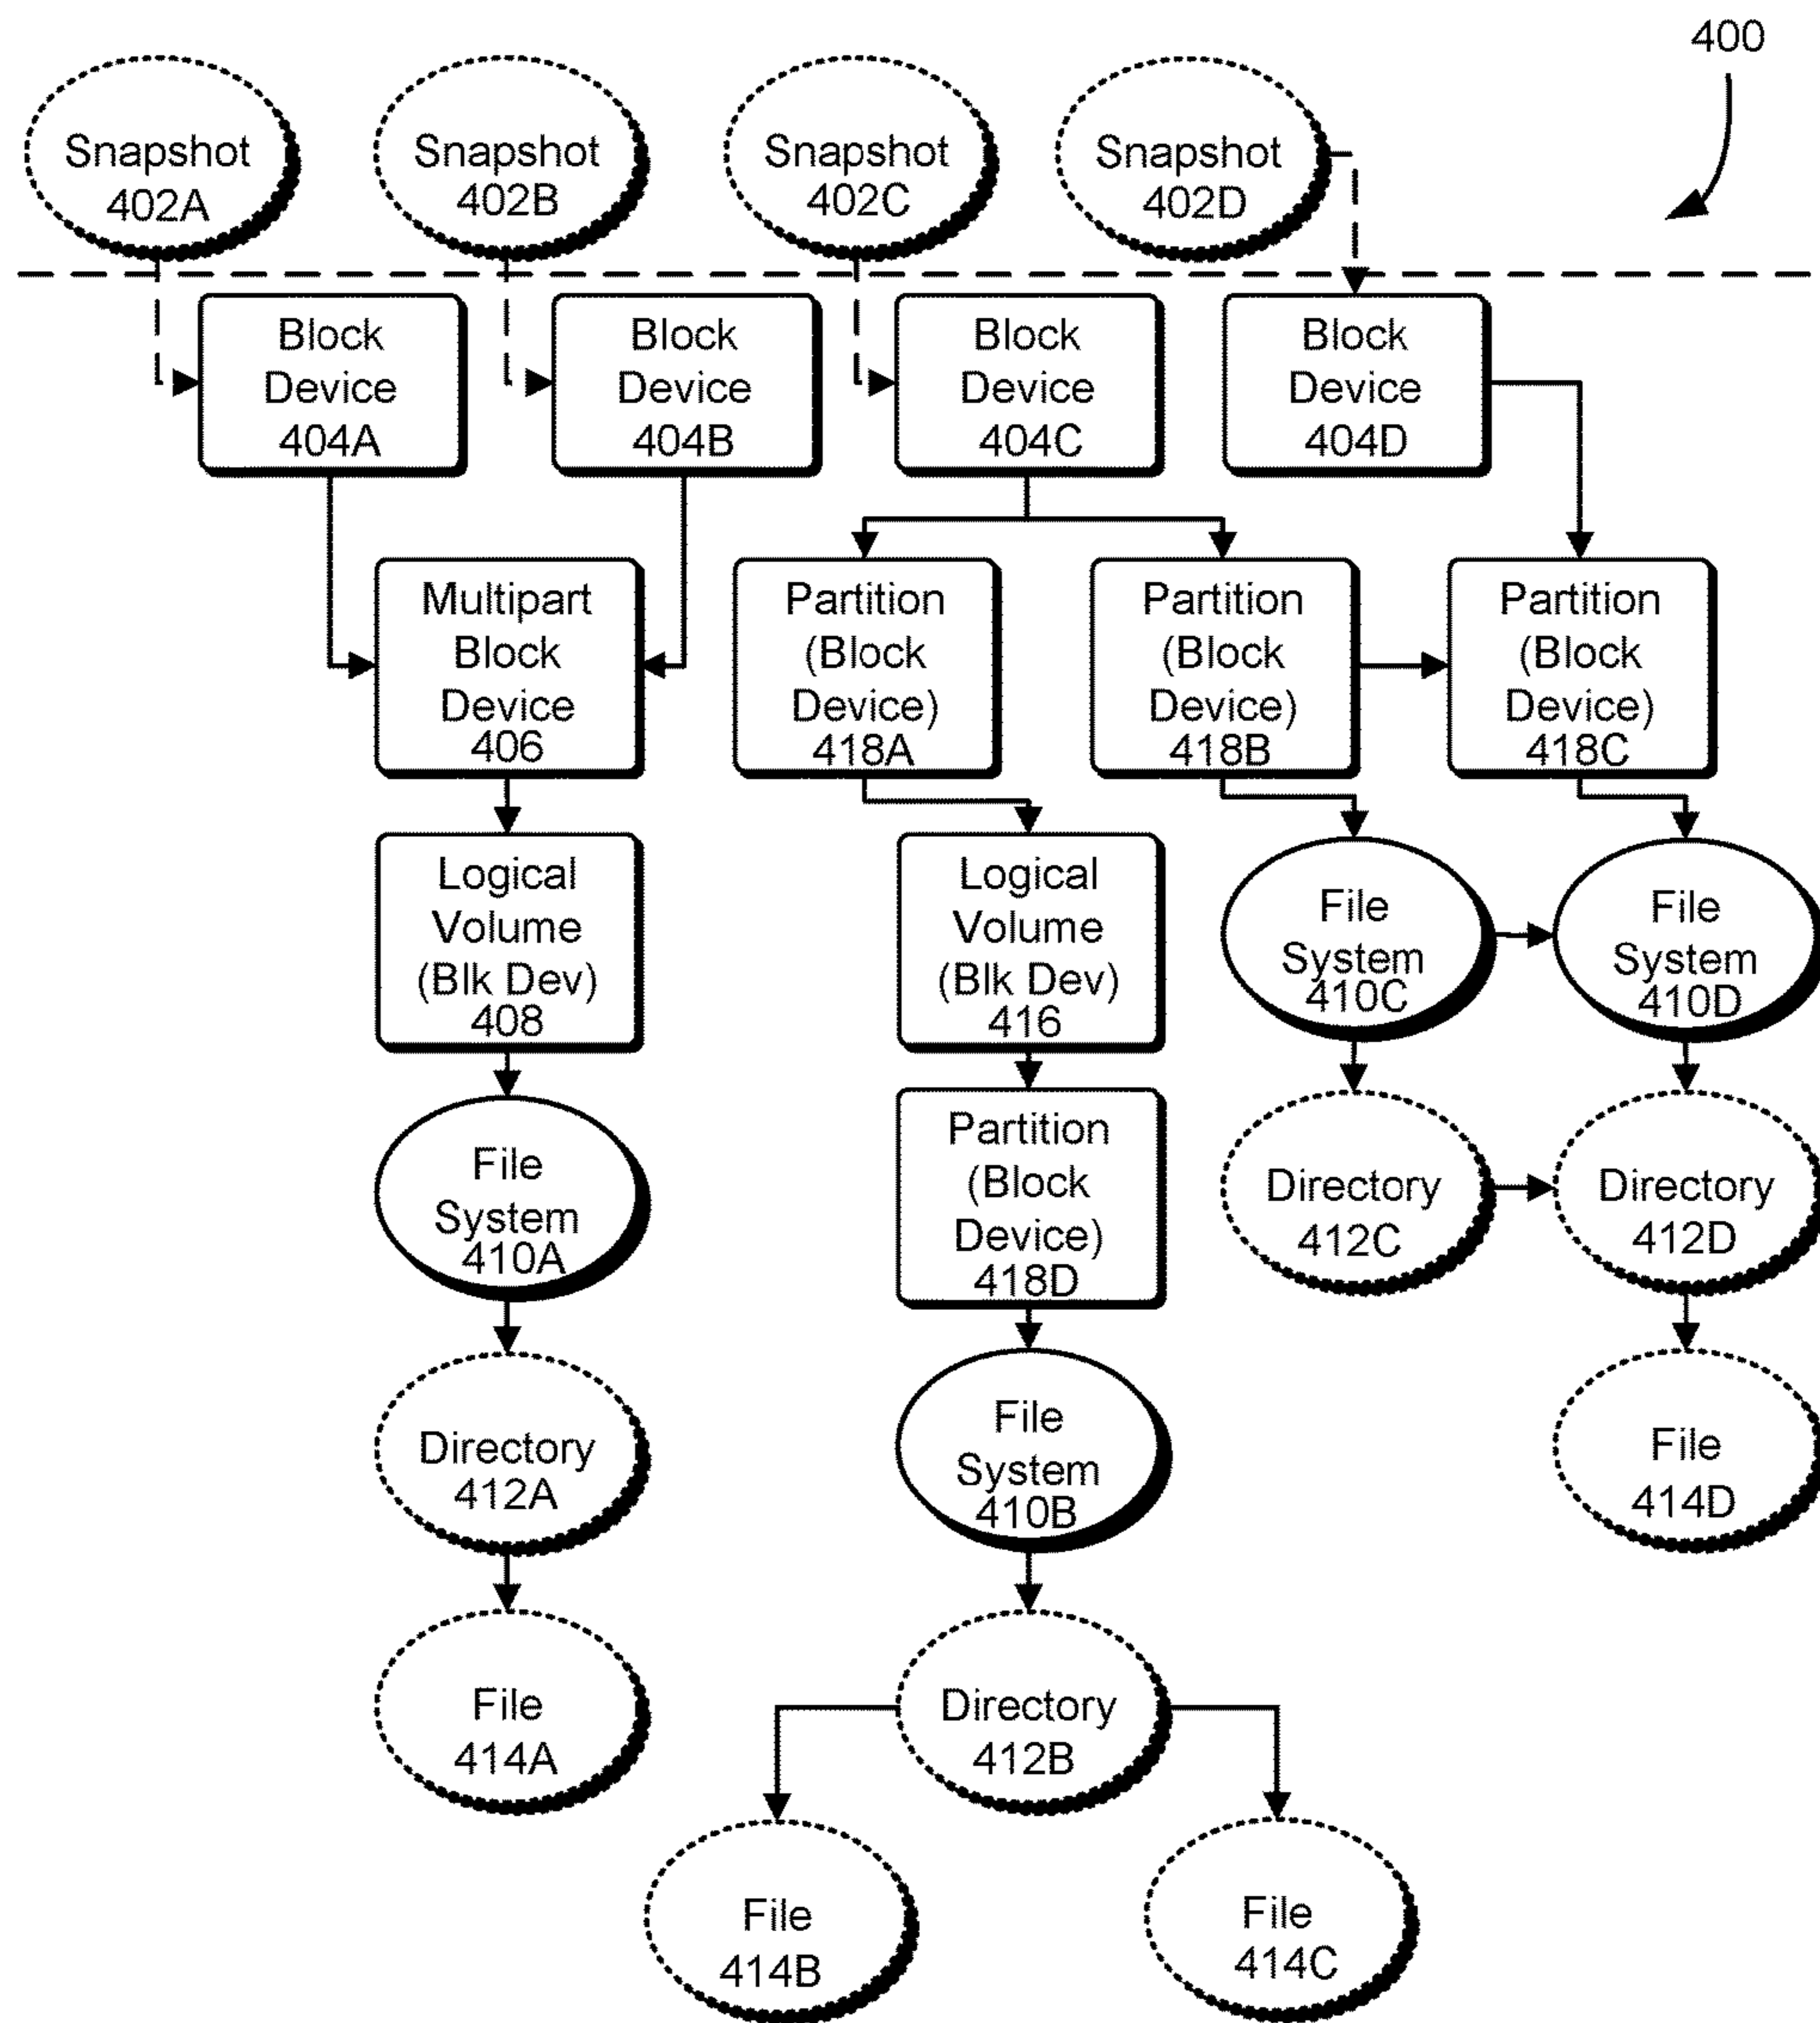 400
Snapshot
402A
Snapshot
402B
Snapshot
402C
Snapshot
402D
Block
Device
404A
Block
Device
404B
Block
Device
404C
Block
Device
404D
Multipart
Block
Device
406
Partition
(Block
Device)
418A
Partition
(Block
Device)
418B
Partition
(Block
Device)
418C
Logical
Volume
(Blk Dev)
408
Logical
Volume
(Blk Dev)
416
File
System
410C
File
System
410D
File
System
410A
Partition
(Block
Device)
418D
Directory
412C
Directory
412D
Directory
412A
File
System
410B
File
414D
File
414A
Directory
412B
File
414B
File
414C